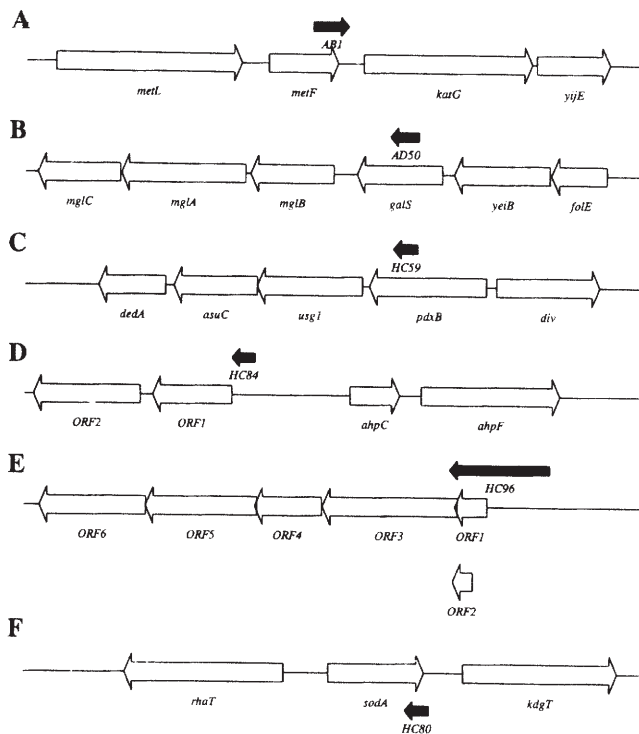 A
AB1
metL metF katG yijE
B
AD50
mglC mglA mglB galS yeiB folE
C
HC59
dedA asuC usg1 pdxB div
D
HC84
ORF2 ORF1 ahpC ahpF
E
HC96
ORF6 ORF5 ORF4 ORF3 ORF1
ORF2
F
rhaT sodA kdgT
HC80